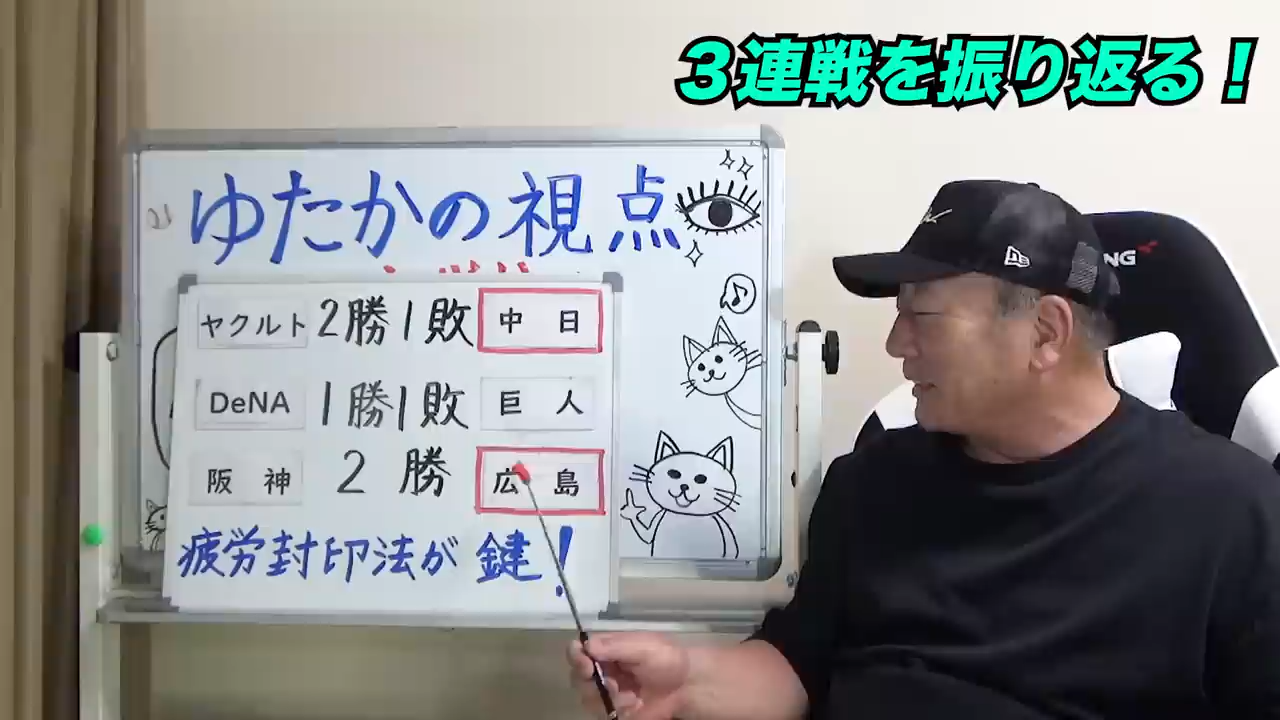 3連戦を振り返る！
ゆたかの視点
ヤクルト 2勝1敗 中日
DeNA 1勝1敗 巨人
阪神 2勝 広島
疲労封印法が鍵！